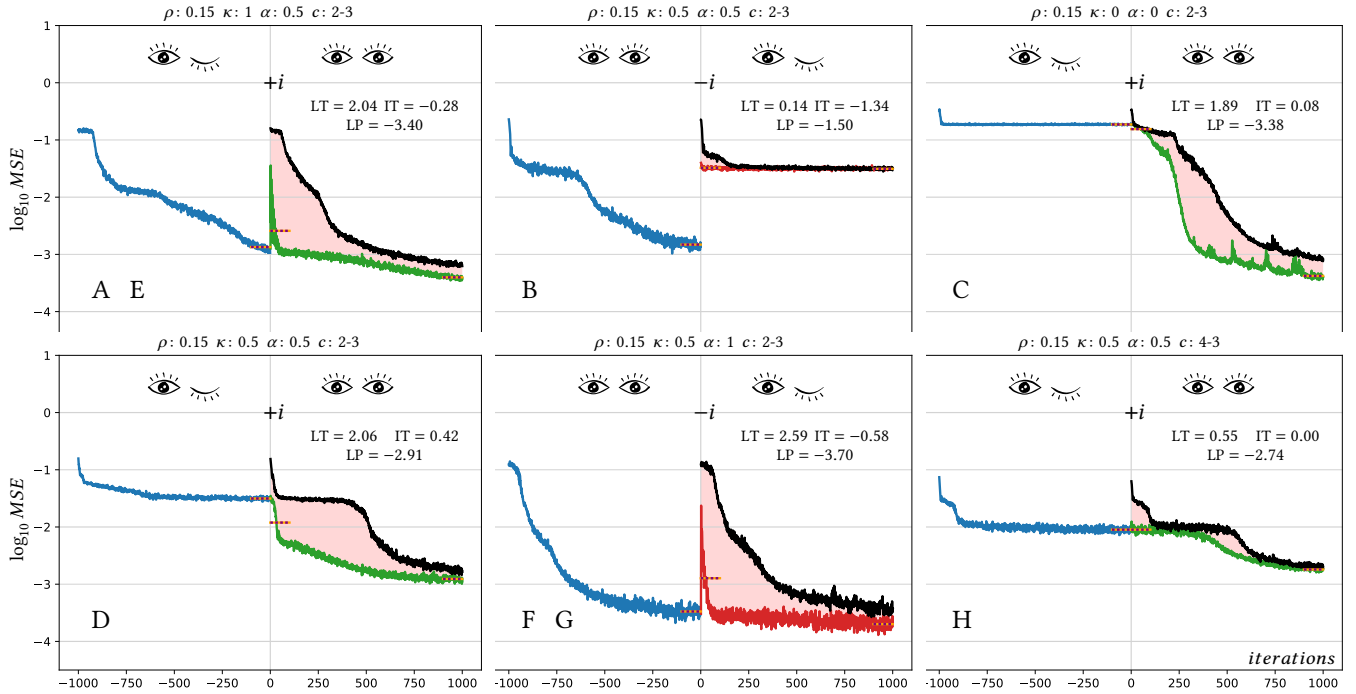 ρ: 0.15 κ: 1 α: 0.5 c: 2-3
ρ: 0.15 κ: 0.5 α: 0.5 c: 2-3
ρ: 0.15 κ: 0 α: 0 c: 2-3
log₁₀ MSE
1
0
−1
−2
−3
−4
+i
LT = 2.04 IT = −0.28
LP = −3.40
A E
−i
LT = 0.14 IT = −1.34
LP = −1.50
B
+i
LT = 1.89 IT = 0.08
LP = −3.38
C
ρ: 0.15 κ: 0.5 α: 0.5 c: 2-3
ρ: 0.15 κ: 0.5 α: 1 c: 2-3
ρ: 0.15 κ: 0.5 α: 0.5 c: 4-3
log₁₀ MSE
1
0
−1
−2
−3
−4
+i
LT = 2.06 IT = 0.42
LP = −2.91
D
−i
LT = 2.59 IT = −0.58
LP = −3.70
F G
+i
LT = 0.55 IT = 0.00
LP = −2.74
H
iterations
−1000 −750 −500 −250 0 250 500 750 1000
-1000 −750 −500 −250 0 250 500 750 1000
−1000 −750 −500 −250 0 250 500 750 1000